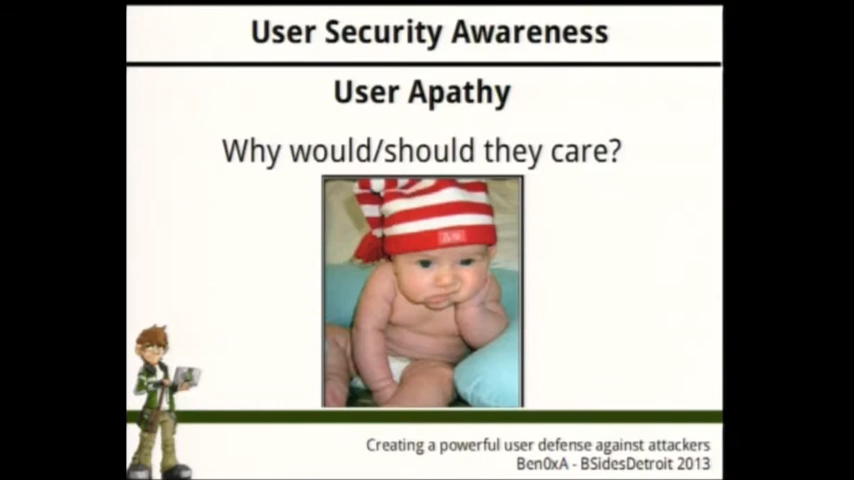 User Security Awareness
User Apathy
Why would/should they care?
Creating a powerful user defense against attackers
Ben0xA - BSidesDetroit 2013